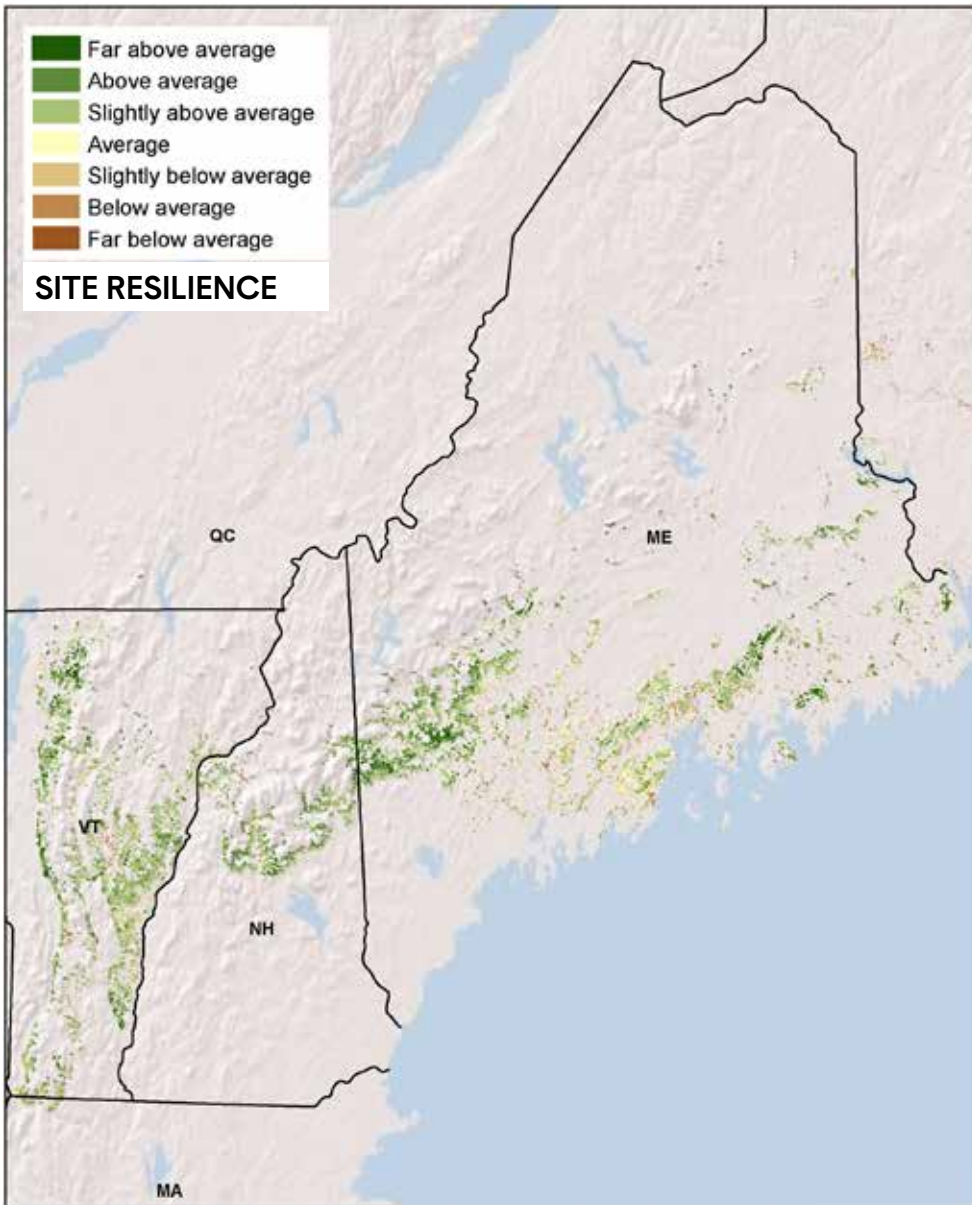 Far above average
Above average
Slightly above average
Average
Slightly below average
Below average
Far below average
SITE RESILIENCE
QC
ME
VT
NH
MA